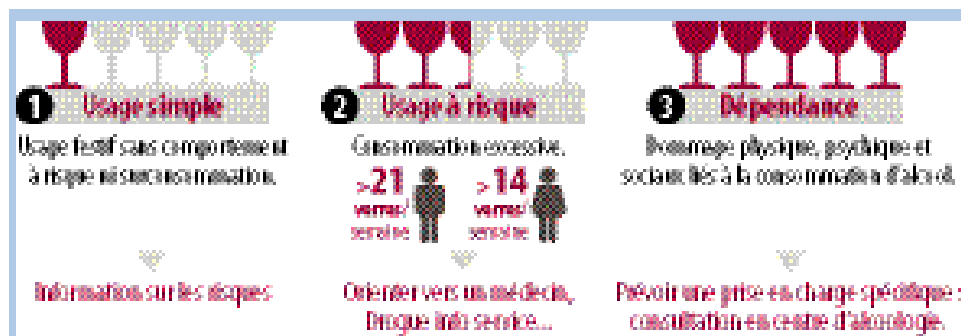 1 Usage simple
Usage festif sans comportement
à risque ni surconsommation.
Information sur les risques
2 Usage à risque
Consommation excessive.
>21
verres/
semaine
>14
verres/
semaine
Orienter vers un médecin,
Drogue info service...
3 Dépendance
Dommage physique, psychique et
sociaux liés à la consommation d'alcool.
Prévoir une prise en charge spécifique :
consultation en centre d'alcoologie.